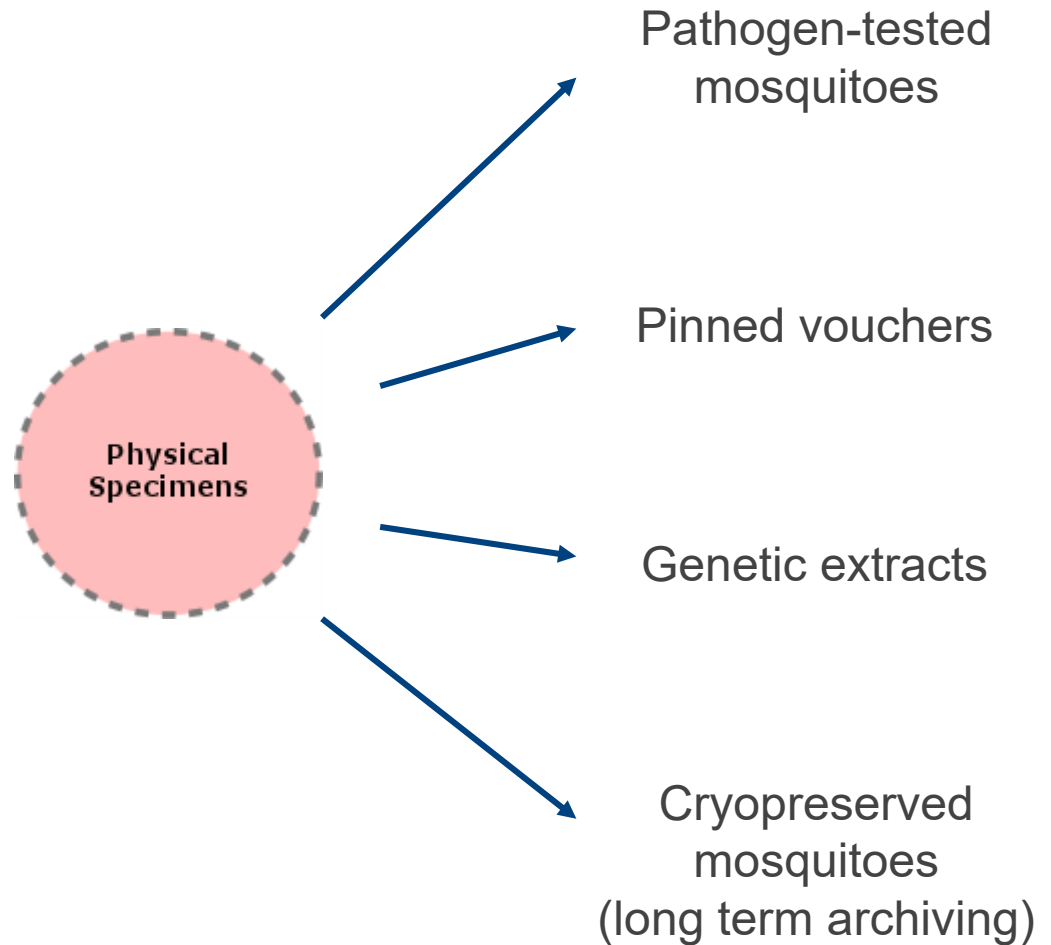 Pathogen-tested
mosquitoes
Pinned vouchers
Physical
Specimens
Genetic extracts
Cryopreserved
mosquitoes
(long term archiving)